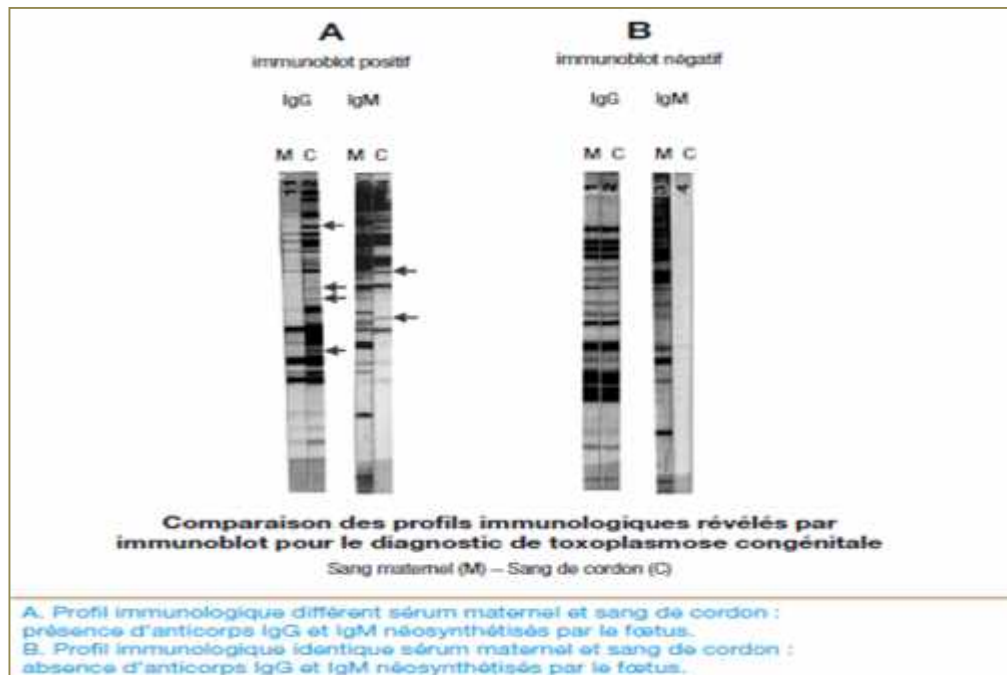 A B
immunoblot positif immunoblot négatif
IgG IgM IgG IgM
M C M C M C M C
Comparaison des profils immunologiques révélés par
immunoblot pour le diagnostic de toxoplasmose congénitale
Sang maternel (M) – Sang de cordon (C)
A. Profil immunologique différent sérum maternel et sang de cordon :
présence d'anticorps IgG et IgM néosynthétisés par le fœtus.
B. Profil immunologique identique sérum maternel et sang de cordon :
absence d'anticorps IgG et IgM néosynthétisés par le fœtus.